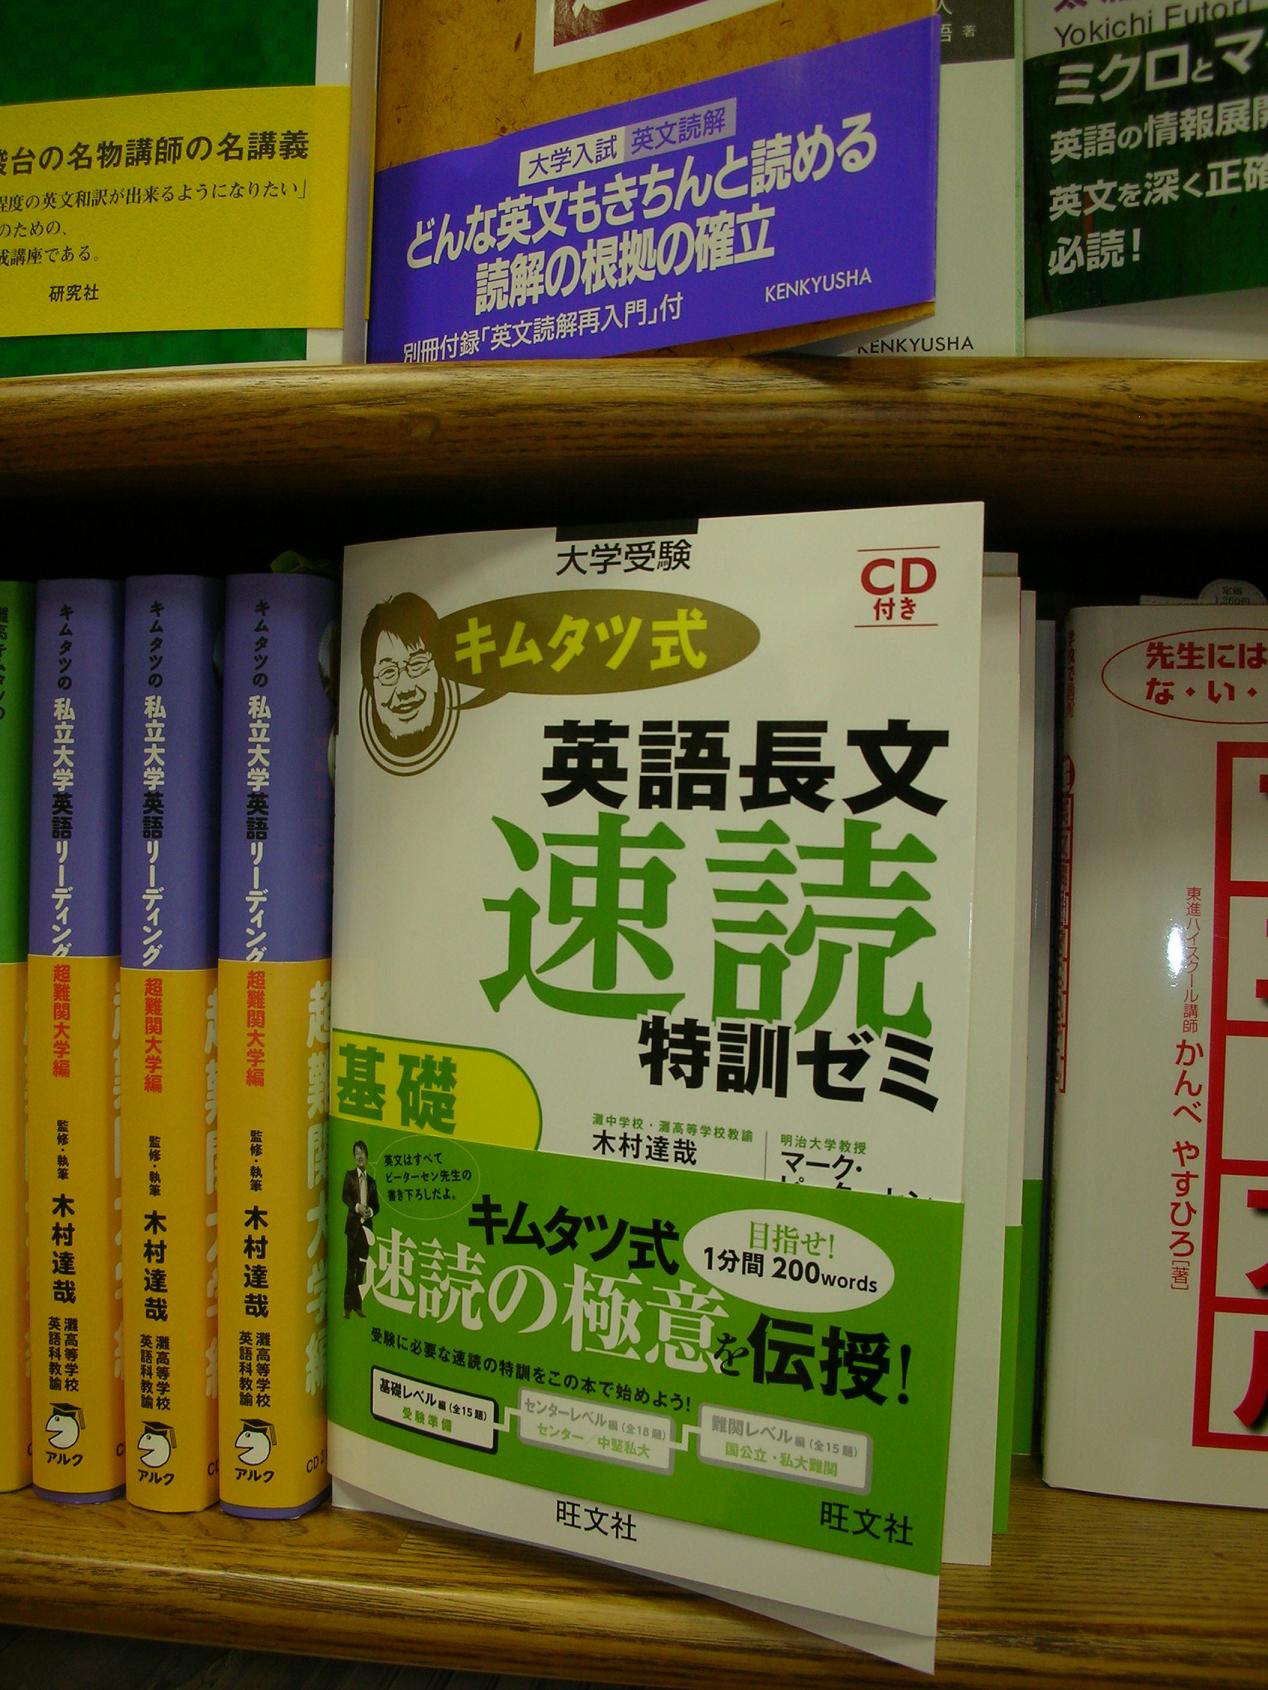 台の名物講師の名講義
程度の英文和訳が出来るようになりたい」
のための、
成講座である。
研究社
大学入試 英文読解
どんな英文もきちんと読める
読解の根拠の確立
別冊付録「英文読解再入門」付
KENKYUSHA
著
KENKYUSHA
Yokichi Futori
ミクロとマ
英語の情報展開
英文を深く正確
必読!
キムタツの 私立大学英語リーディング 超難関大学編
監修・執筆 木村達哉 灘高等学校英語科教諭
アルク
キムタツの 私立大学英語リーディング 超難関大学編
監修・執筆 木村達哉 灘高等学校英語科教諭
アルク
キムタツの 私立大学英語リーディング 超難関大学編
監修・執筆 木村達哉 灘高等学校英語科教諭
アルク
大学受験
CD
付き
キムタツ式
英語長文
速読
特訓ゼミ
基礎
灘中学校・灘高等学校教諭
木村達哉
明治大学教授
マーク・
英文はすべて
ピーターセン先生の
書き下ろしだよ。
キムタツ式
目指せ!
1分間 200words
速読の極意を伝授!
受験に必要な速読の特訓をこの本で始めよう!
基礎レベル編(全15題)
受験準備
センターレベル編(全18題)
センター/中堅私大
難関レベル編(全15題)
国公立・私大難関
旺文社
旺文社
定価
1,260円
先生には
な・い・
東進ハイスクール講師 かんべ やすひろ[著]